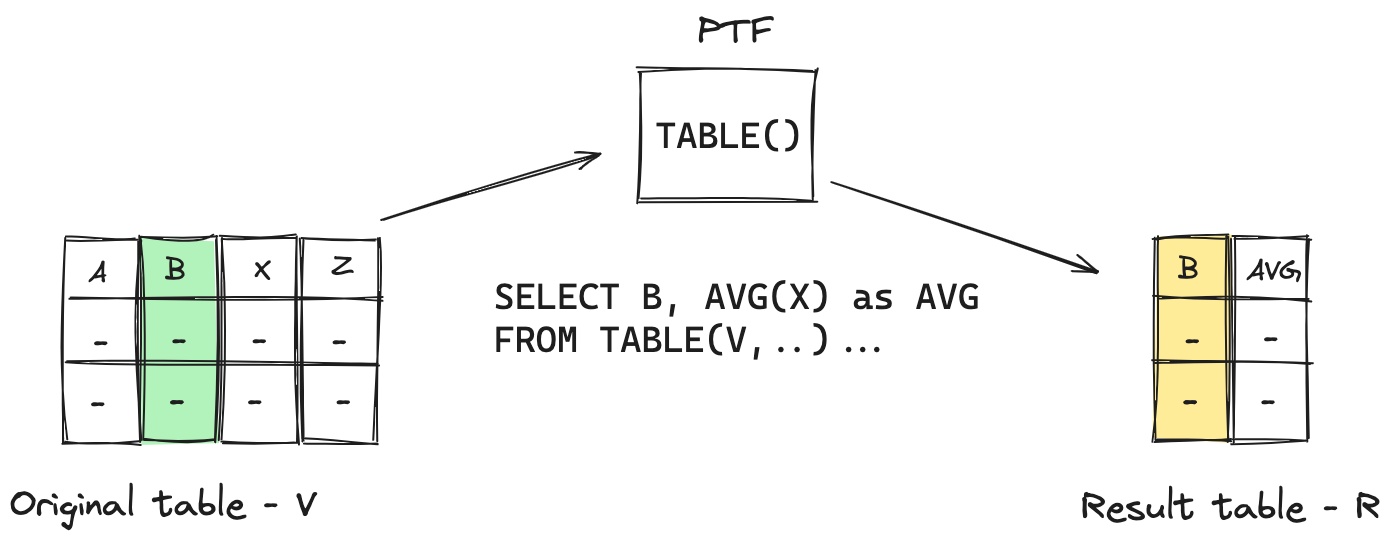 PTF
TABLE()
A B X Z
- - - -
- - - -
SELECT B, AVG(X) as AVG
FROM TABLE(V,..)...
B AVG
- -
- -
Original table - V
Result table - R